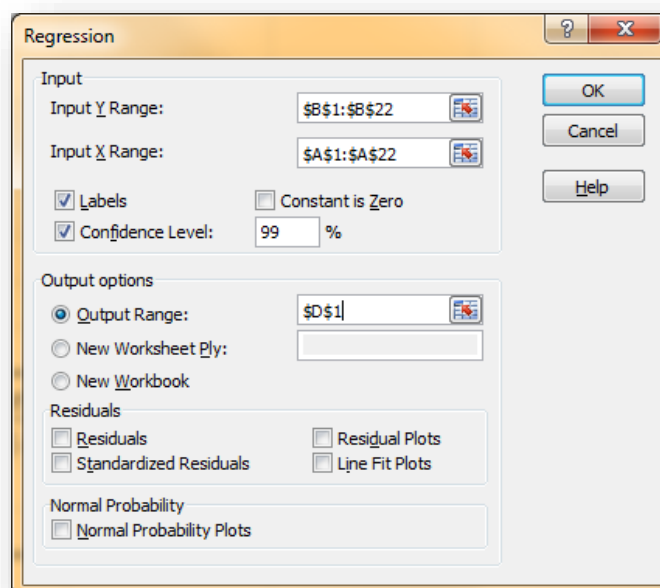 Regression
?
X
Input
Input Y Range: $B$1:$B$22
Input X Range: $A$1:$A$22
Labels Constant is Zero
Confidence Level: 99 %
OK
Cancel
Help
Output options
Output Range: $D$1
New Worksheet Ply:
New Workbook
Residuals
Residuals Residual Plots
Standardized Residuals Line Fit Plots
Normal Probability
Normal Probability Plots